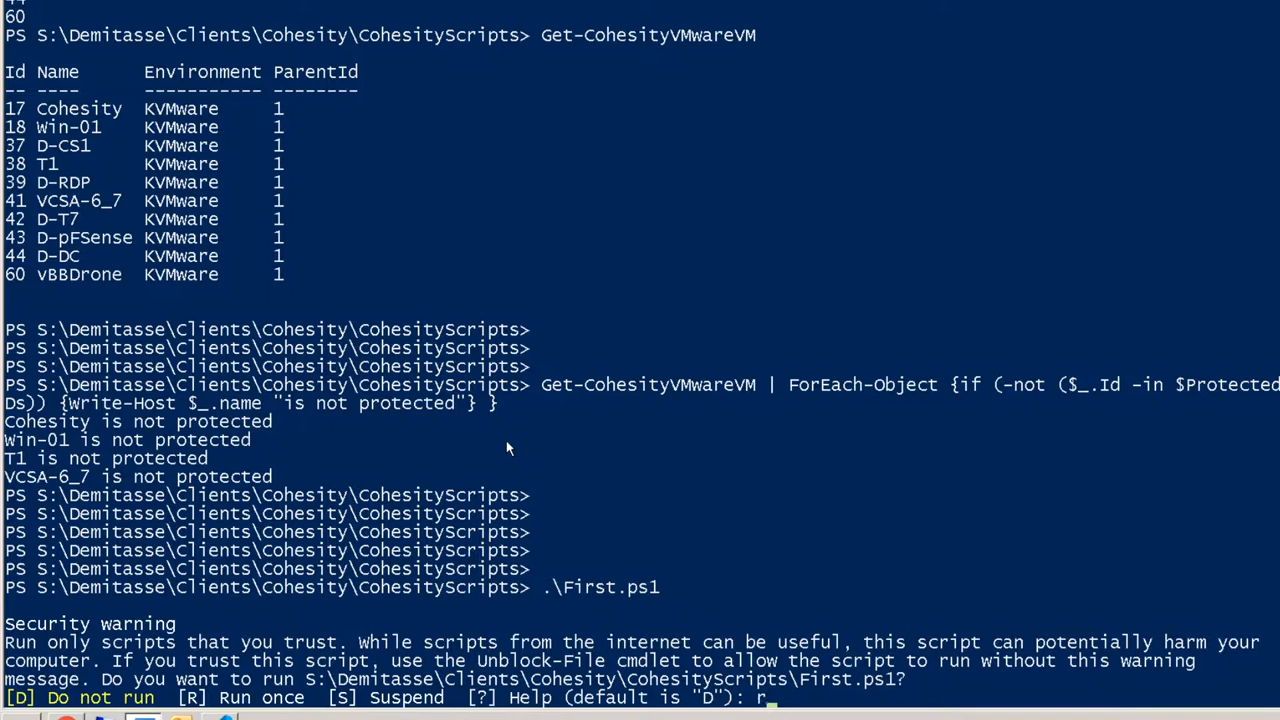 60
PS S:\Demitasse\Clients\Cohesity\CohesityScripts> Get-CohesityVMwareVM
Id Name Environment ParentId
-- ---- ----------- --------
17 Cohesity KVMware 1
18 Win-01 KVMware 1
37 D-CS1 KVMware 1
38 T1 KVMware 1
39 D-RDP KVMware 1
41 VCSA-6_7 KVMware 1
42 D-T7 KVMware 1
43 D-pFSense KVMware 1
44 D-DC KVMware 1
60 vBBDrone KVMware 1
PS S:\Demitasse\Clients\Cohesity\CohesityScripts>
PS S:\Demitasse\Clients\Cohesity\CohesityScripts>
PS S:\Demitasse\Clients\Cohesity\CohesityScripts>
PS S:\Demitasse\Clients\Cohesity\CohesityScripts> Get-CohesityVMwareVM | ForEach-Object {if (-not ($_.Id -in $Protected
Ds)) {Write-Host $_.name "is not protected"} }
Cohesity is not protected
Win-01 is not protected
T1 is not protected
VCSA-6_7 is not protected
PS S:\Demitasse\Clients\Cohesity\CohesityScripts>
PS S:\Demitasse\Clients\Cohesity\CohesityScripts>
PS S:\Demitasse\Clients\Cohesity\CohesityScripts>
PS S:\Demitasse\Clients\Cohesity\CohesityScripts>
PS S:\Demitasse\Clients\Cohesity\CohesityScripts>
PS S:\Demitasse\Clients\Cohesity\CohesityScripts> .\First.ps1
Security warning
Run only scripts that you trust. While scripts from the internet can be useful, this script can potentially harm your
computer. If you trust this script, use the Unblock-File cmdlet to allow the script to run without this warning
message. Do you want to run S:\Demitasse\Clients\Cohesity\CohesityScripts\First.ps1?
[D] Do not run [R] Run once [S] Suspend [?] Help (default is "D"): r